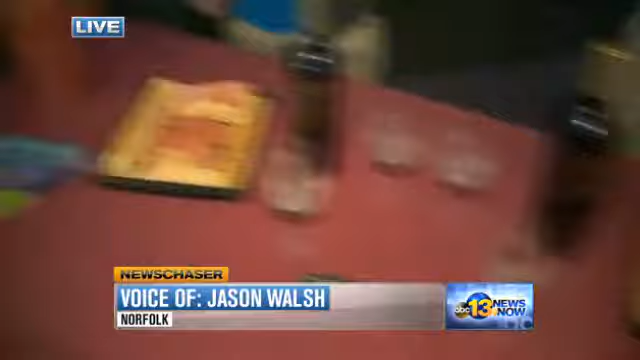 LIVE
NEWSCHASER
VOICE OF: JASON WALSH
NORFOLK
abc 13 NEWS NOW